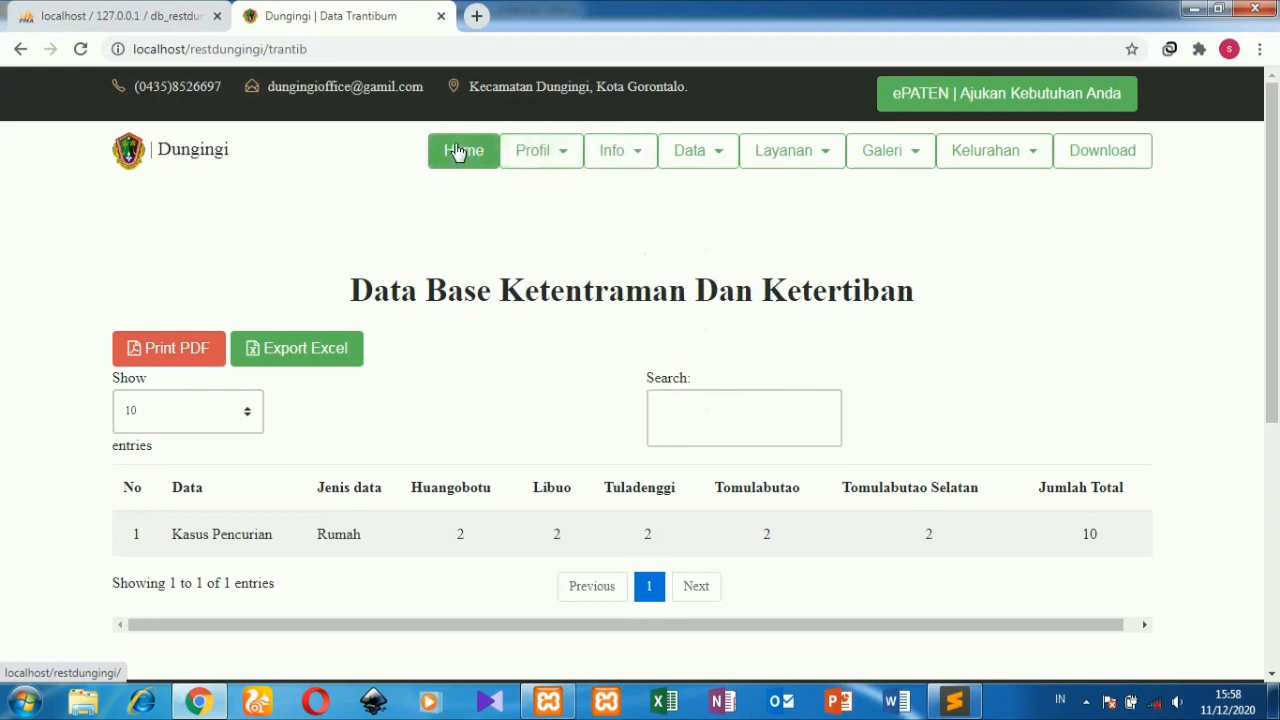 localhost / 127.0.0.1 / db_restdur
Dungingi | Data Trantibum
localhost/restdungingi/trantib
S
(0435)8526697 dungingioffice@gamil.com Kecamatan Dungingi, Kota Gorontalo.
ePATEN | Ajukan Kebutuhan Anda
| Dungingi
Home Profil Info Data Layanan Galeri Kelurahan Download
Data Base Ketentraman Dan Ketertiban
Print PDF Export Excel
Show Search:
10
entries
No Data Jenis data Huangobotu Libuo Tuladenggi Tomulabutao Tomulabutao Selatan Jumlah Total
1 Kasus Pencurian Rumah 2 2 2 2 2 10
Showing 1 to 1 of 1 entries Previous 1 Next
localhost/restdungingi/
IN 15:58
11/12/2020